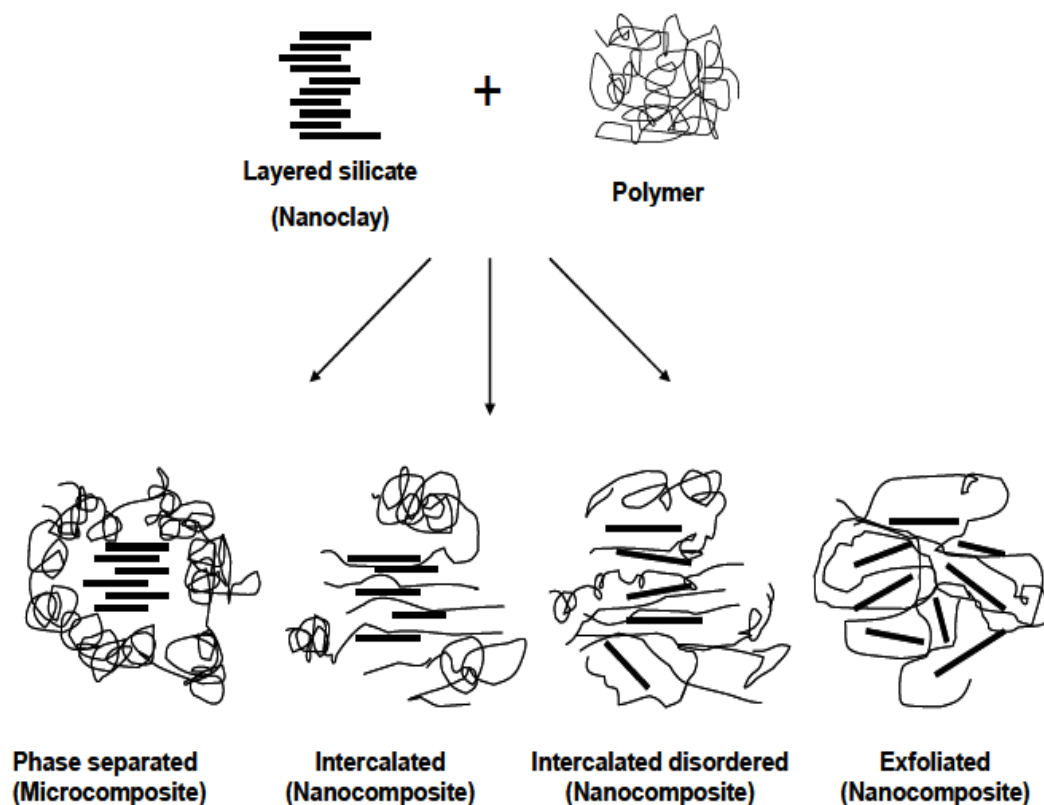 +
Layered silicate
(Nanoclay)
Polymer
Phase separated
(Microcomposite)
Intercalated
(Nanocomposite)
Intercalated disordered
(Nanocomposite)
Exfoliated
(Nanocomposite)